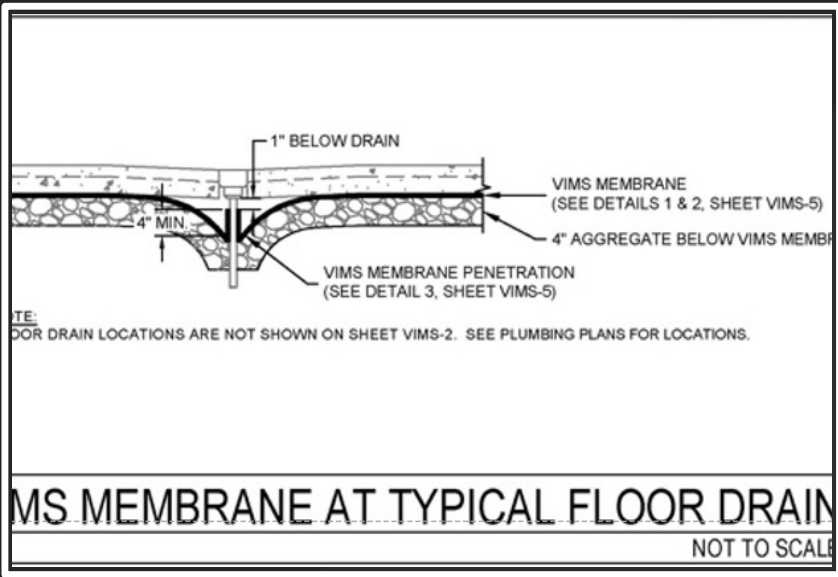 1" BELOW DRAIN
VIMS MEMBRANE
(SEE DETAILS 1 & 2, SHEET VIMS-5)
4" MIN.
4" AGGREGATE BELOW VIMS MEMBR
VIMS MEMBRANE PENETRATION
(SEE DETAIL 3, SHEET VIMS-5)
OTE:
OOR DRAIN LOCATIONS ARE NOT SHOWN ON SHEET VIMS-2. SEE PLUMBING PLANS FOR LOCATIONS.
MS MEMBRANE AT TYPICAL FLOOR DRAIN
NOT TO SCALE